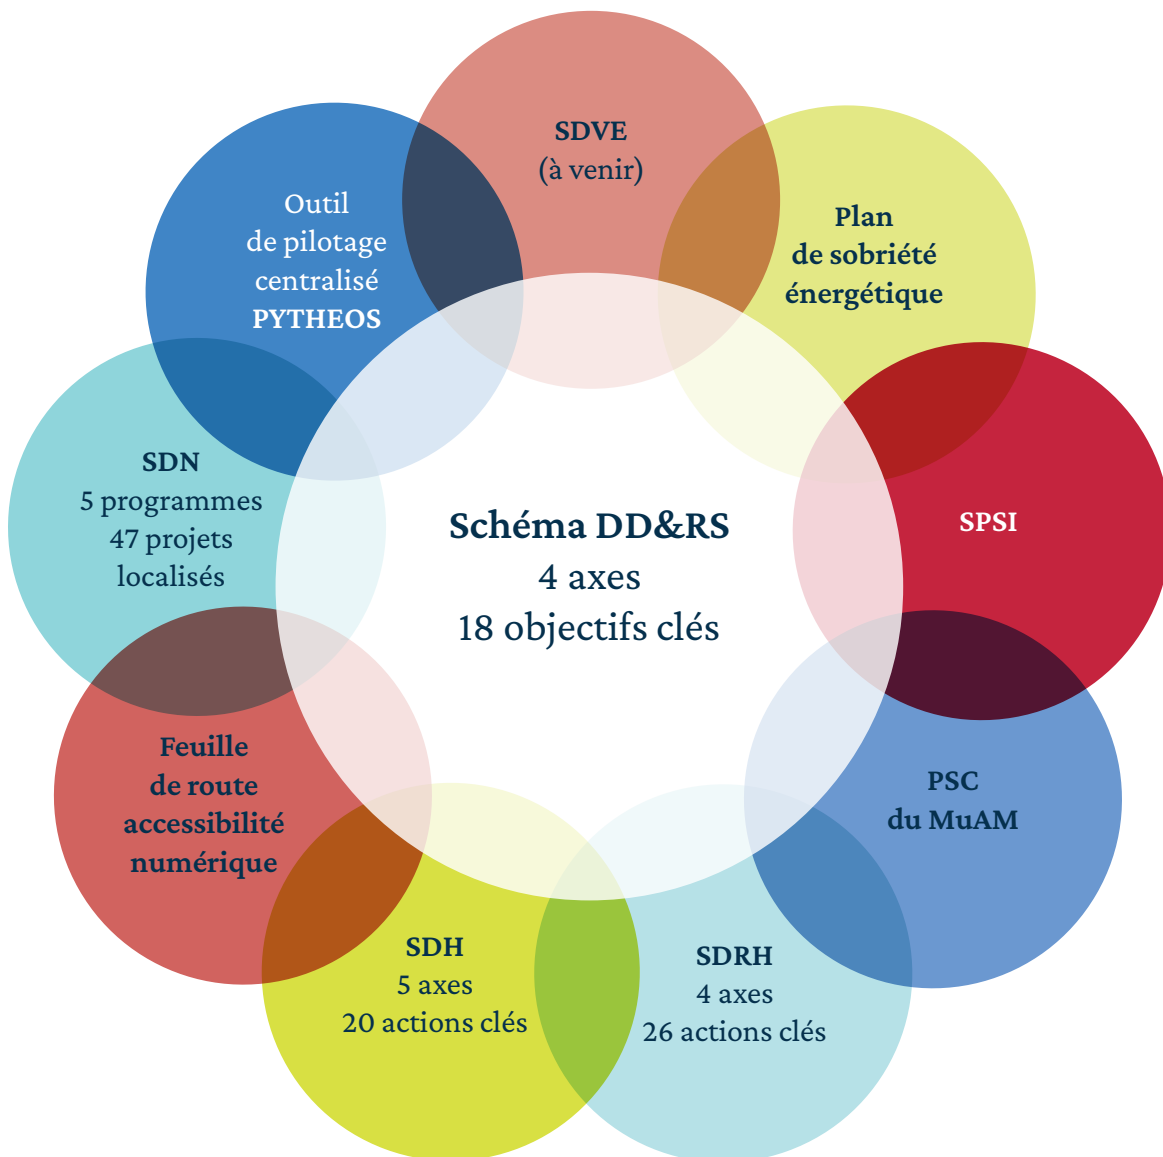 SDVE
(à venir)
Plan
de sobriété
énergétique
SPSI
PSC
du MuAM
SDRH
4 axes
26 actions clés
SDH
5 axes
20 actions clés
Feuille
de route
accessibilité
numérique
SDN
5 programmes
47 projets
localisés
Outil
de pilotage
centralisé
PYTHEOS
Schéma DD&RS
4 axes
18 objectifs clés